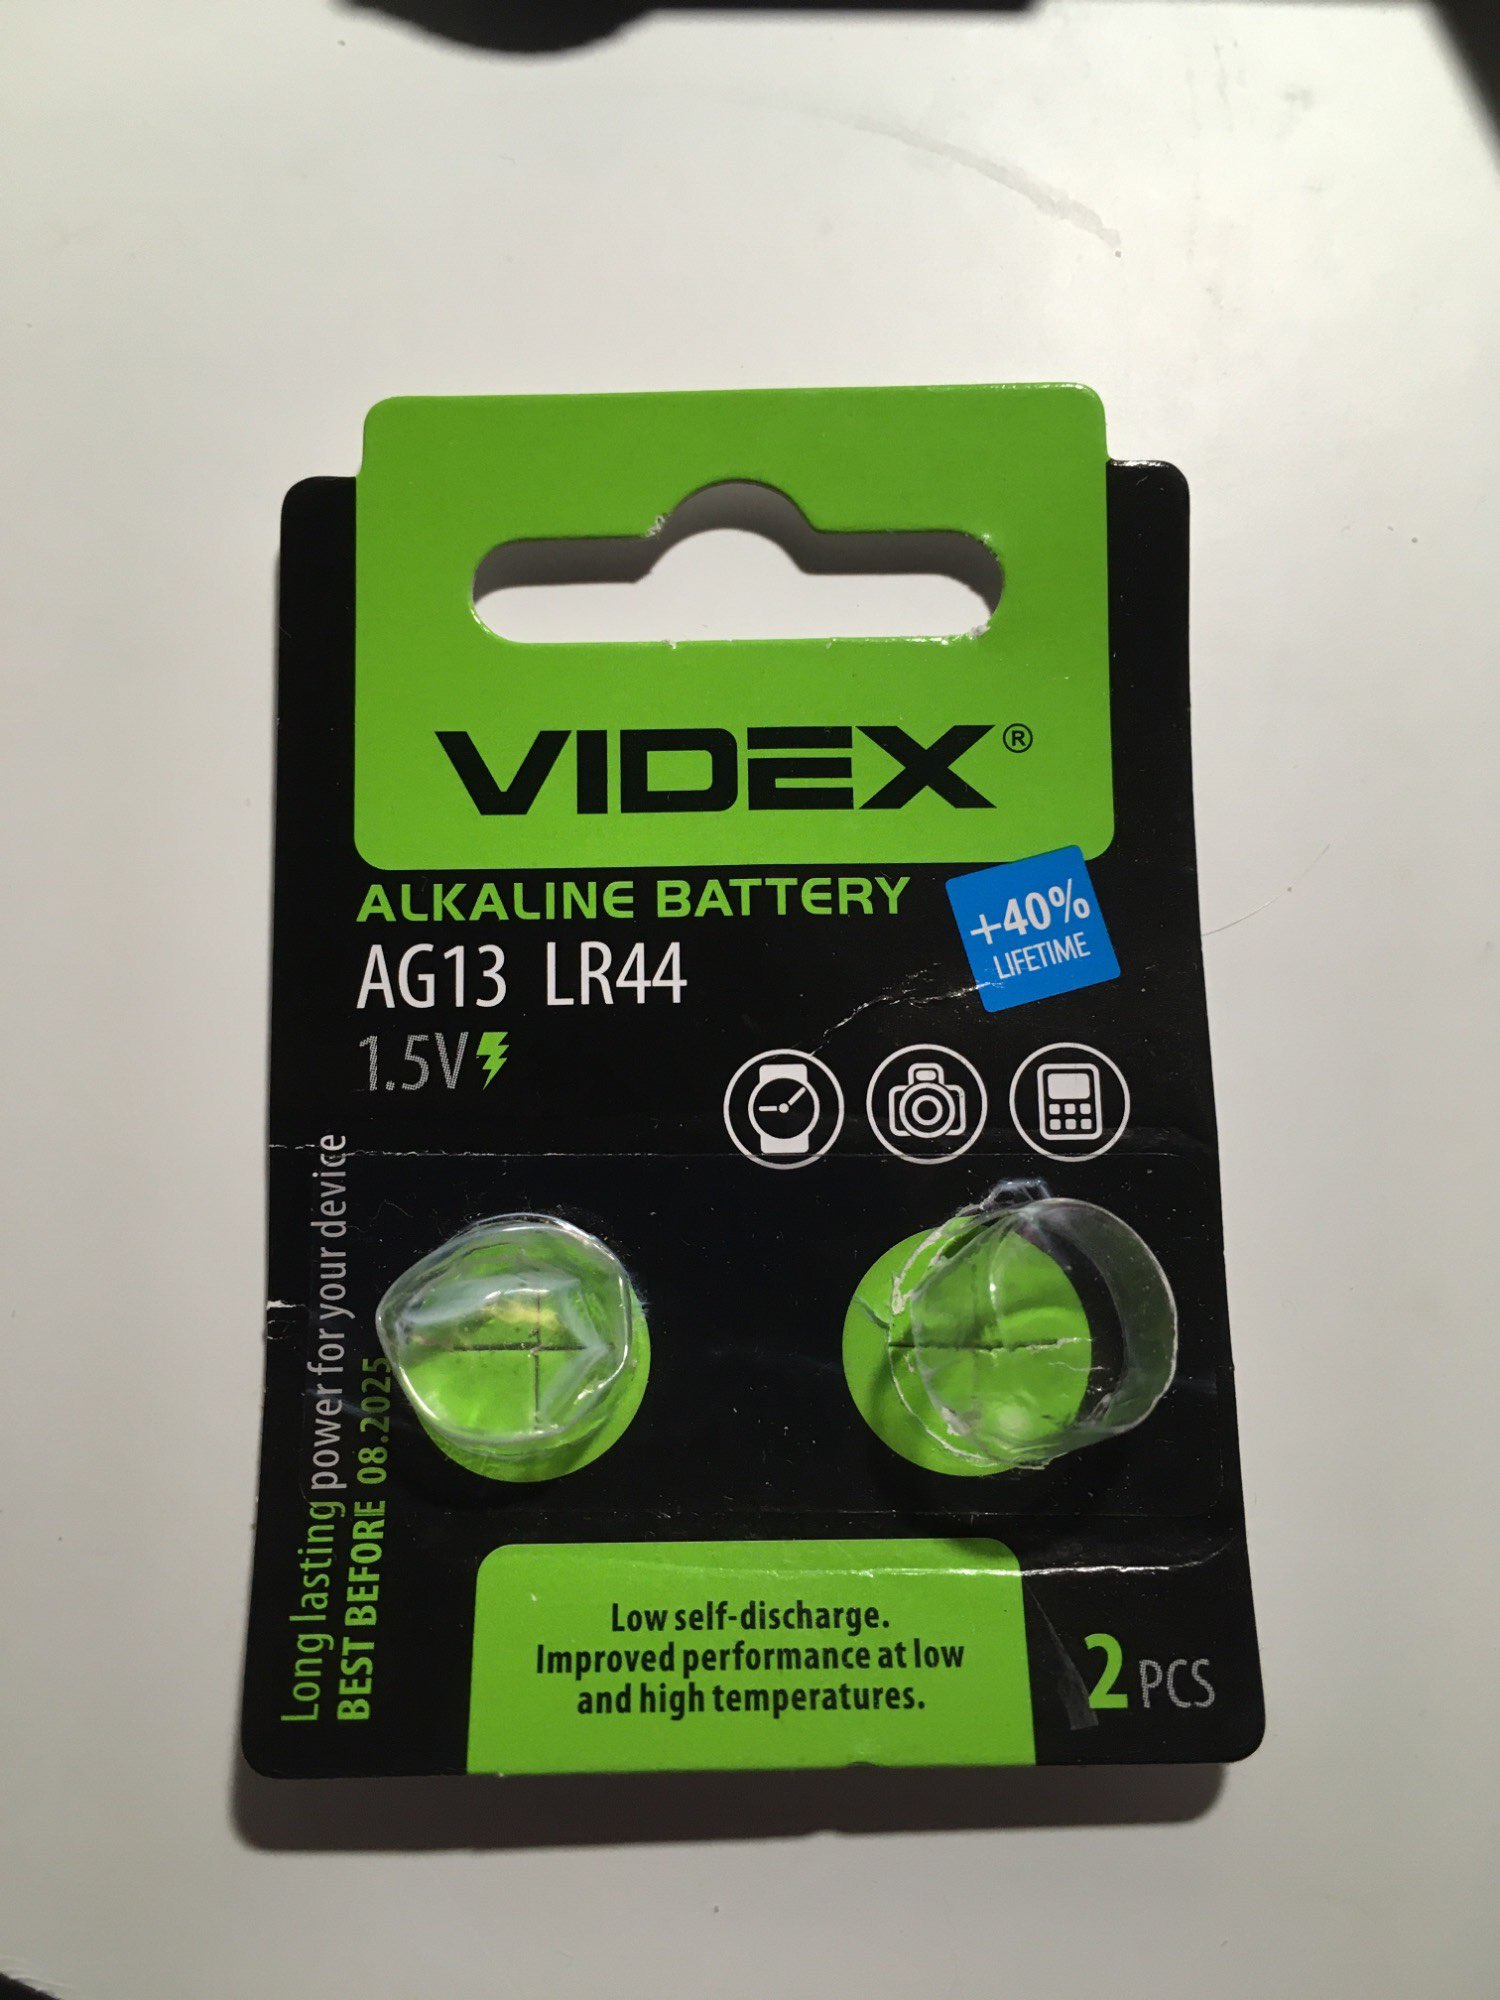 VIDEX®
ALKALINE BATTERY
AG13 LR44
1.5V
+40%
LIFETIME
Long lasting power for your device
BEST BEFORE 08.2025
Low self-discharge.
Improved performance at low
and high temperatures.
2 PCS